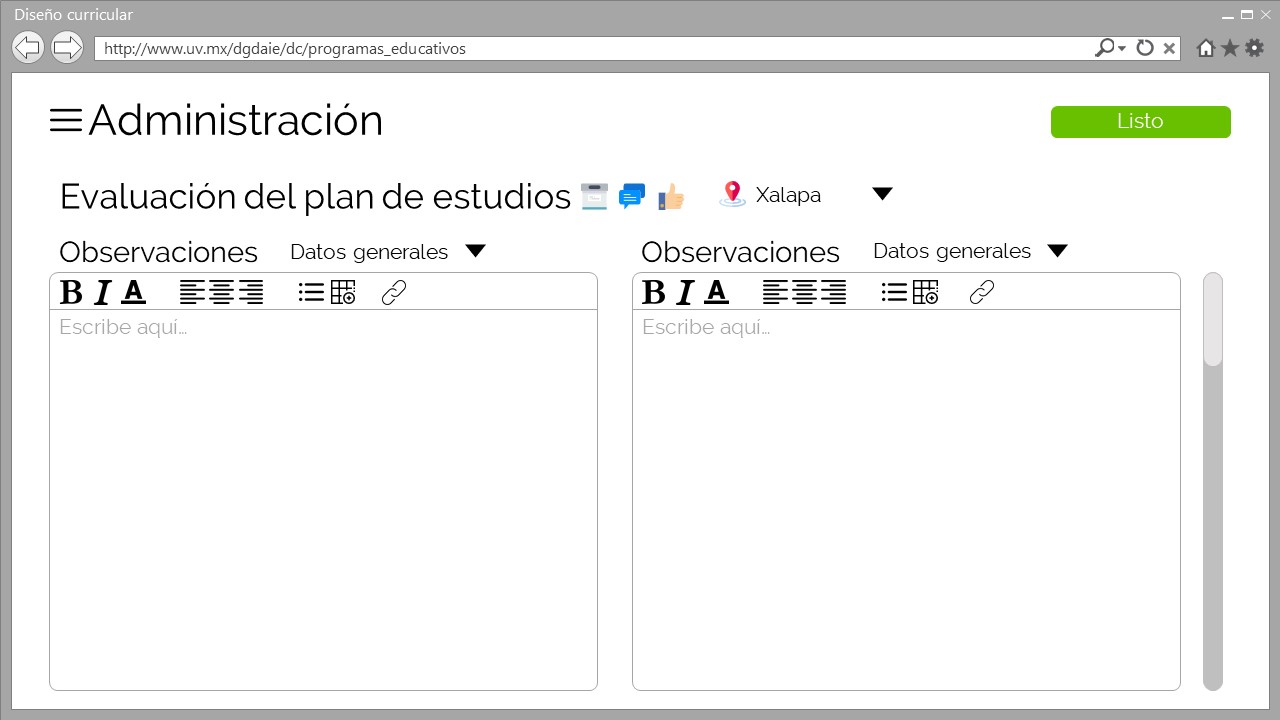 Diseño curricular
http://www.uv.mx/dgdaie/dc/programas_educativos
Administración
Listo
Evaluación del plan de estudios
Xalapa
Observaciones Datos generales
Observaciones Datos generales
B I A
B I A
Escribe aquí...
Escribe aquí...